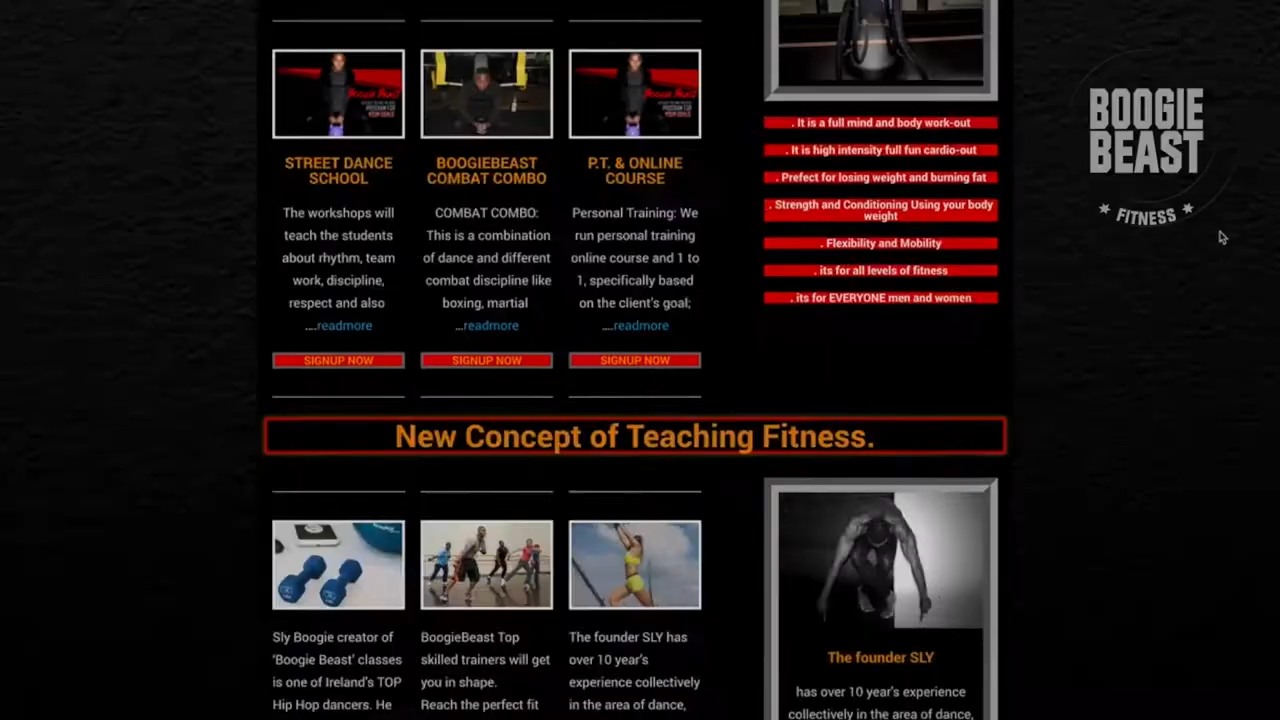 STREET DANCE
SCHOOL
The workshops will
teach the students
about rhythm, team
work, discipline,
respect and also
....readmore
SIGNUP NOW
BOOGIEBEAST
COMBAT COMBO
COMBAT COMBO:
This is a combination
of dance and different
combat discipline like
boxing, martial
...readmore
SIGNUP NOW
P.T. & ONLINE
COURSE
Personal Training: We
run personal training
online course and 1 to
1, specifically based
on the client's goal;
....readmore
SIGNUP NOW
. It is a full mind and body work-out
. It is high intensity full fun cardio-out
. Prefect for losing weight and burning fat
. Strength and Conditioning Using your body
weight
. Flexibility and Mobility
. its for all levels of fitness
. its for EVERYONE men and women
BOOGIE
BEAST
FITNESS
New Concept of Teaching Fitness.
Sly Boogie creator of
'Boogie Beast' classes
is one of Ireland's TOP
Hip Hop dancers. He
BoogieBeast Top
skilled trainers will get
you in shape.
Reach the perfect fit
The founder SLY has
over 10 year's
experience collectively
in the area of dance,
The founder SLY
has over 10 year's experience
collectively in the area of dance,